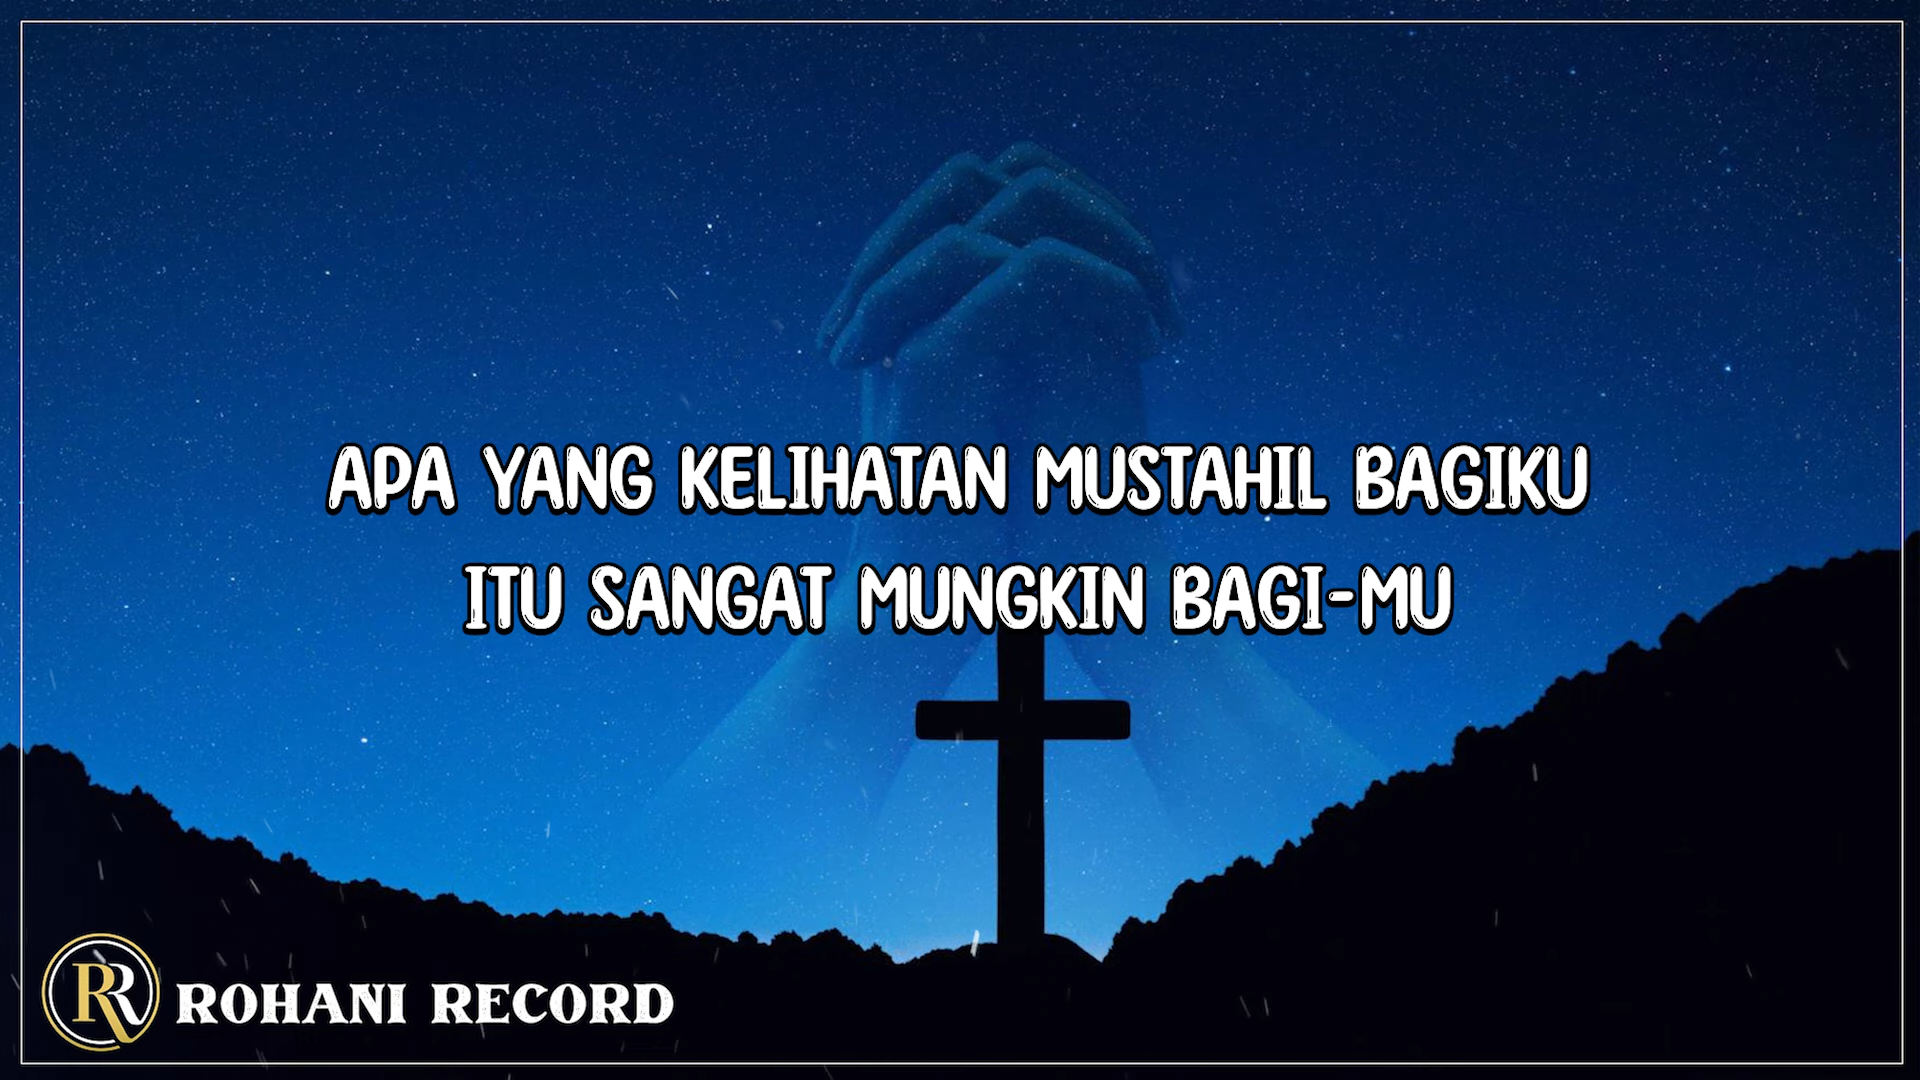 APA YANG KELIHATAN MUSTAHIL BAGIKU
ITU SANGAT MUNGKIN BAGI-MU
RR ROHANI RECORD